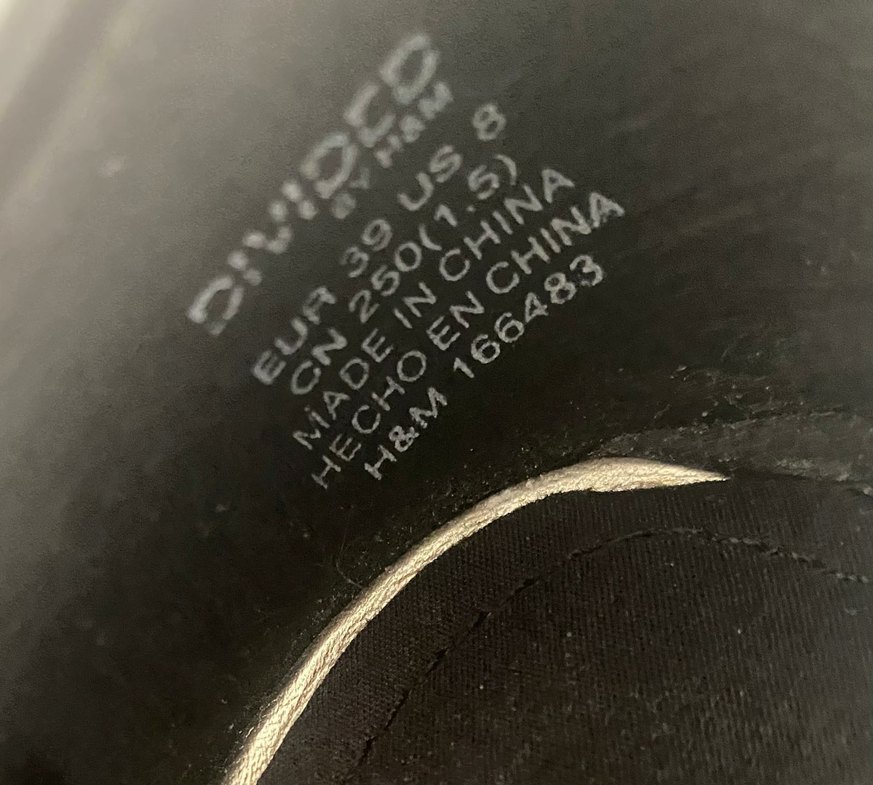 DIVIDED
BY H&M
EUR 39 US 8
CN 250(1.5)
MADE IN CHINA
HECHO EN CHINA
H&M 166483